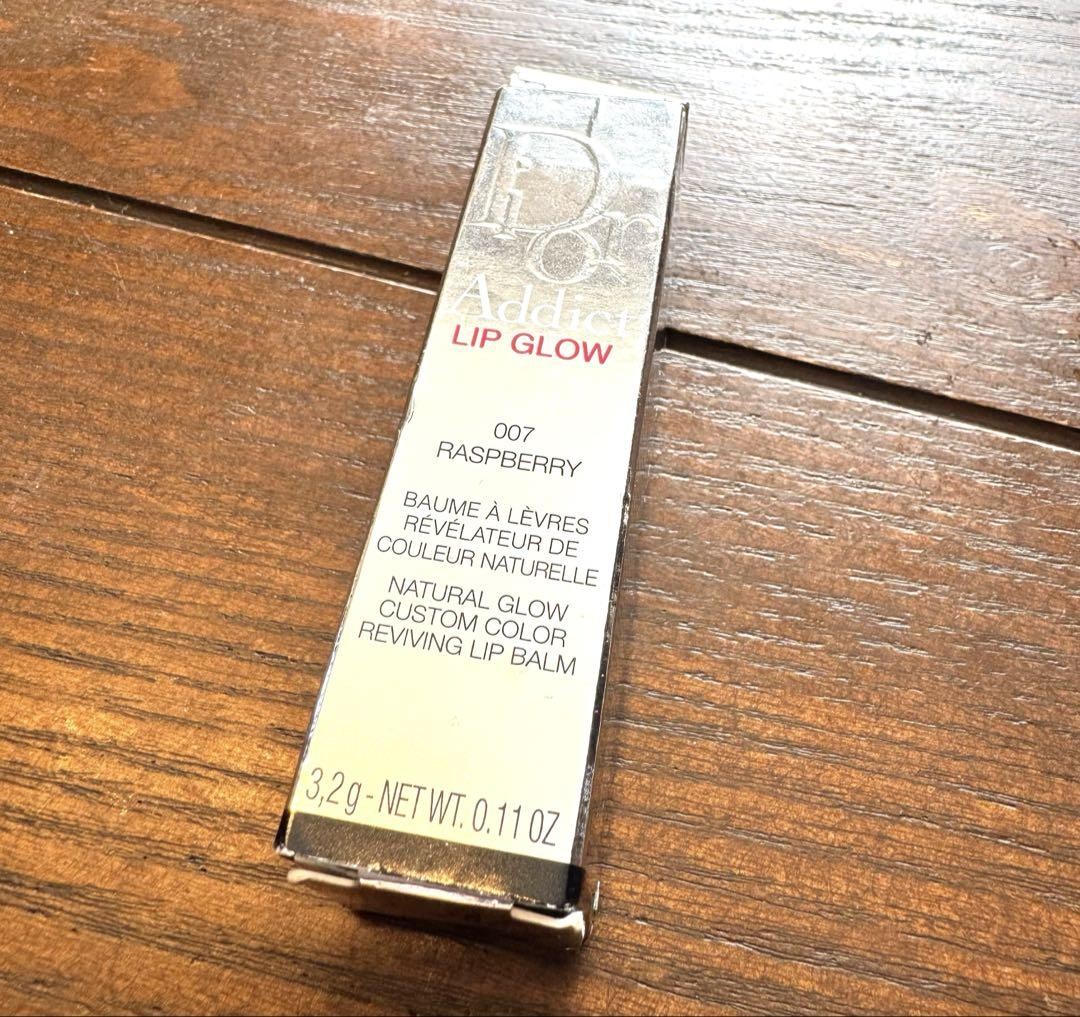 Dior
Addict
LIP GLOW
007
RASPBERRY
BAUME À LÈVRES
RÉVÉLATEUR DE
COULEUR NATURELLE
NATURAL GLOW
CUSTOM COLOR
REVIVING LIP BALM
3,2 g - NET WT. 0.11 OZ